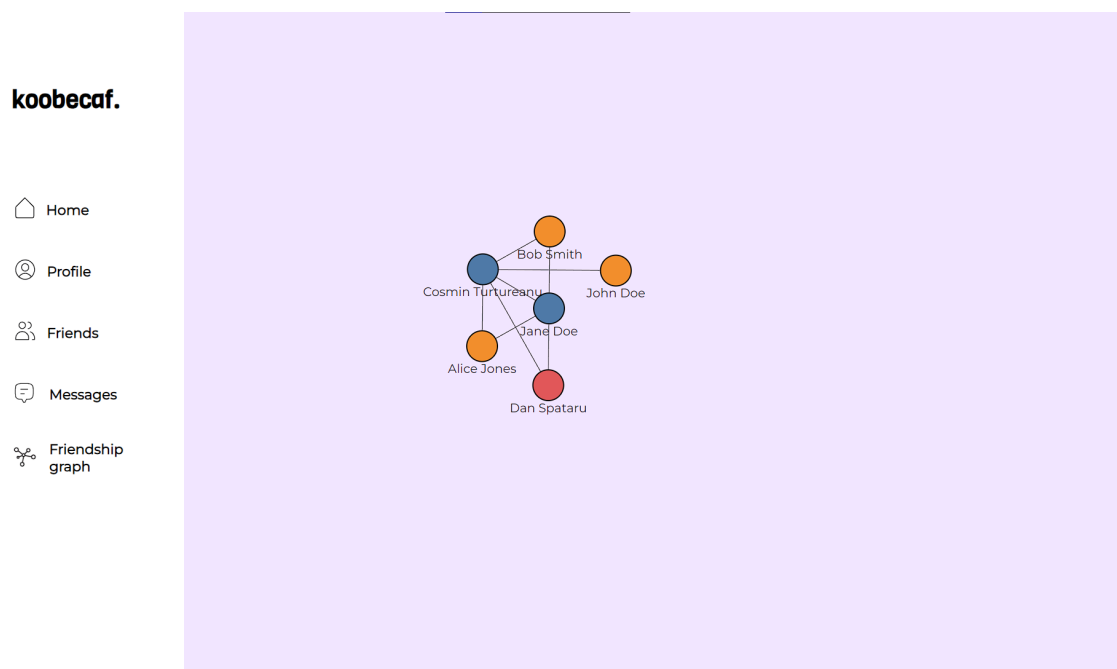 koobecaf.
Home
Profile
Friends
Messages
Friendship
graph
Bob Smith
Cosmin Turtureanu
John Doe
Jane Doe
Alice Jones
Dan Spataru